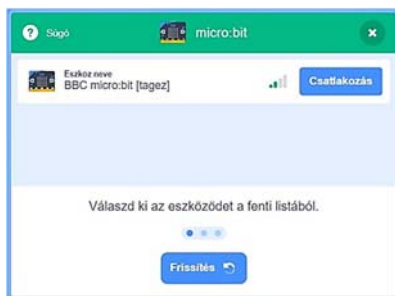 Súgó
micro:bit
Eszköz neve
BBC micro:bit [tagez]
Csatlakozás
Válaszd ki az eszközödet a fenti listából.
Frissítés